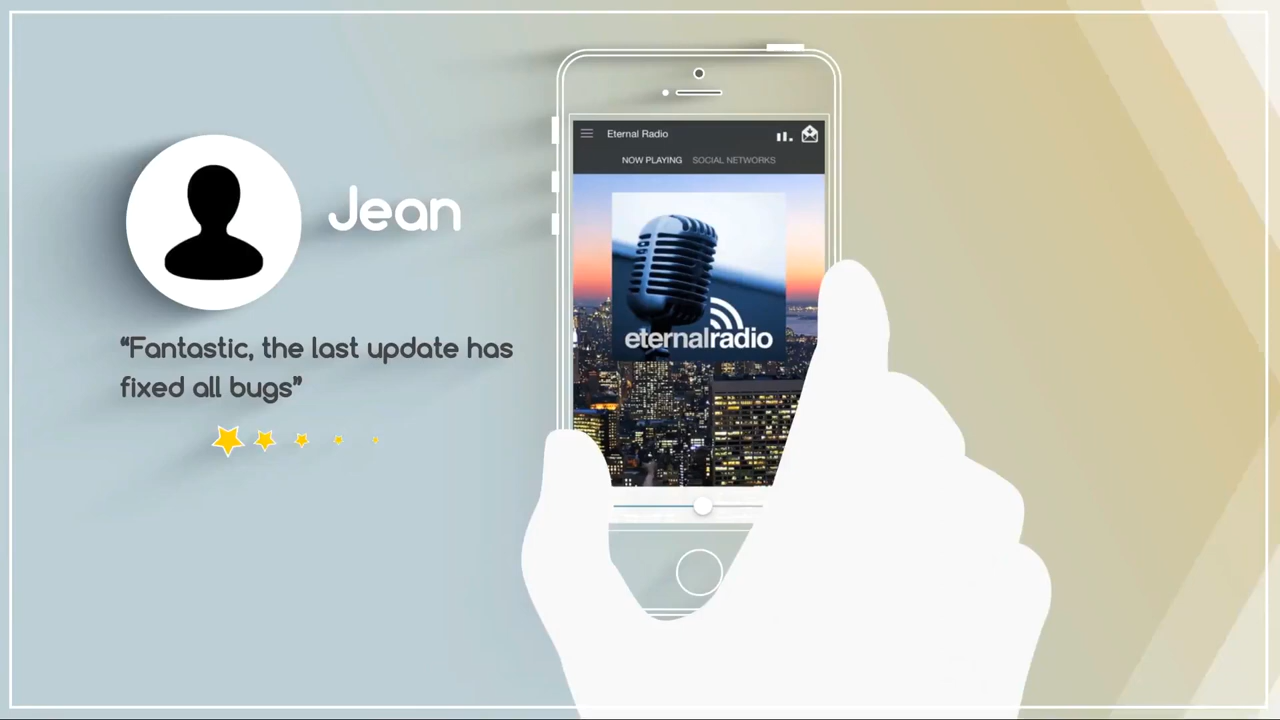 Jean
“Fantastic, the last update has
fixed all bugs”
Eternal Radio
NOW PLAYING SOCIAL NETWORKS
eternalradio